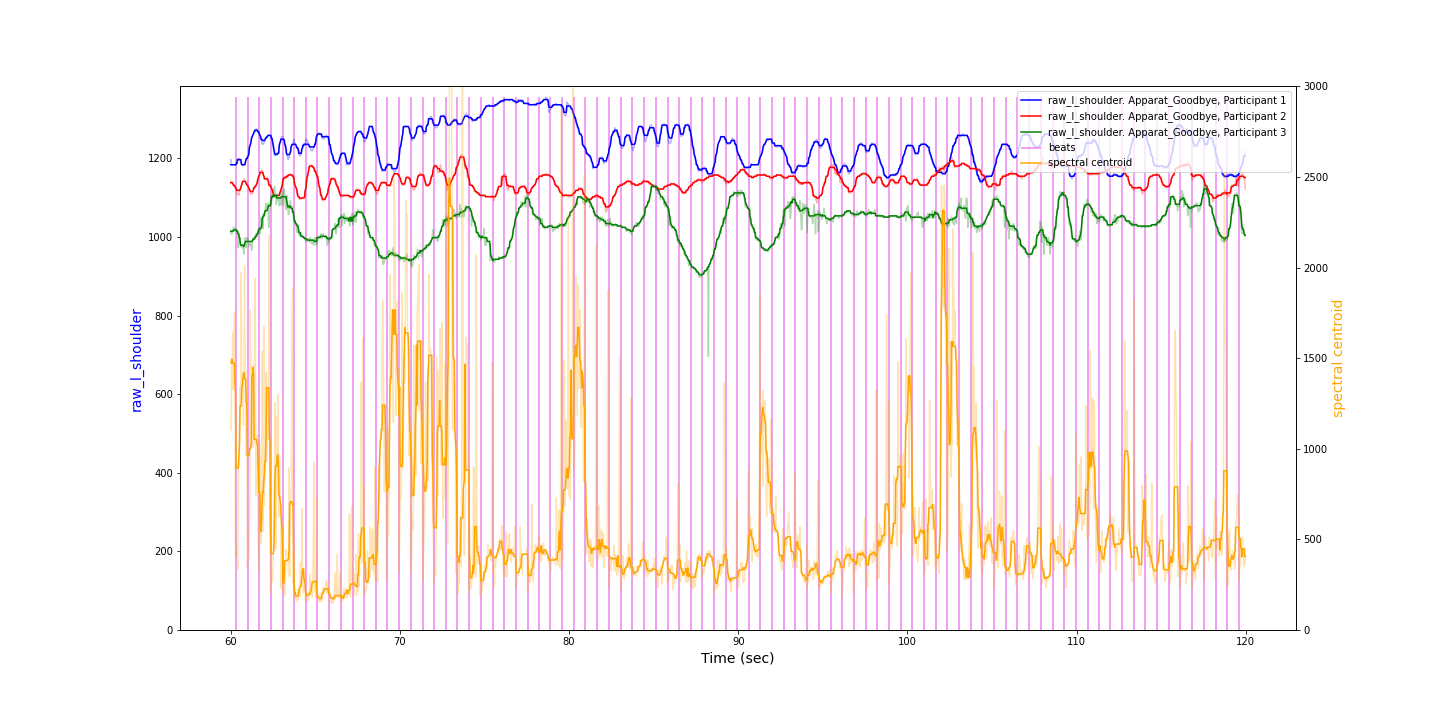 raw_l_shoulder. Apparat_Goodbye, Participant 1
raw_l_shoulder. Apparat_Goodbye, Participant 2
raw_l_shoulder. Apparat_Goodbye, Participant 3
beats
spectral centroid
raw_l_shoulder
1200
1000
800
600
400
200
0
3000
2500
2000
1500
1000
500
0
spectral centroid
60 70 80 90 100 110 120
Time (sec)